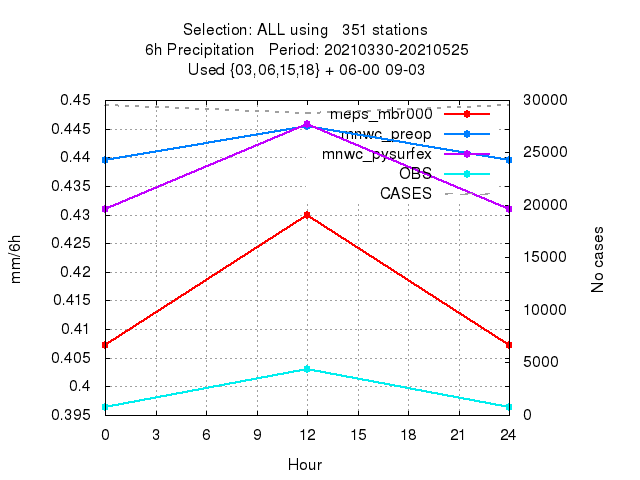 Selection: ALL using   351 stations
6h Precipitation   Period: 20210330-20210525
Used {03,06,15,18} + 06-00 09-03
0.45
0.445
0.44
0.435
0.43
0.425
0.42
0.415
0.41
0.405
0.4
0.395
mm/6h
meps_mbr000
mnwc_preop
mnwc_pysurfex
OBS
CASES
30000
25000
20000
15000
10000
5000
0
No cases
0 3 6 9 12 15 18 21 24
Hour